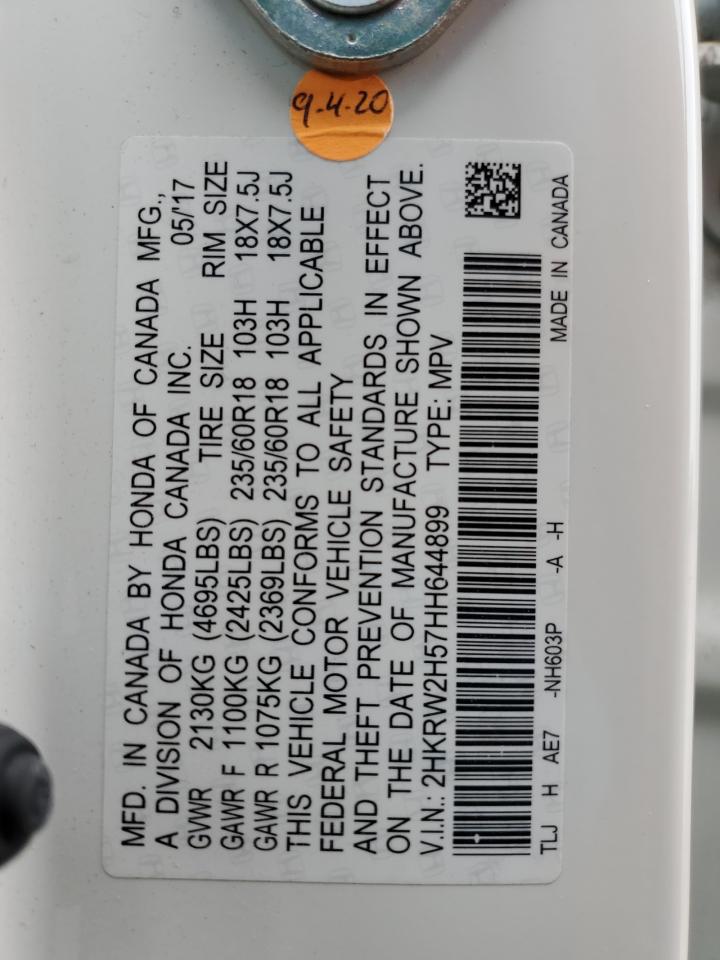 9.4.20
MFD. IN CANADA BY HONDA OF CANADA MFG.,
A DIVISION OF HONDA CANADA INC. 05/'17
GVWR 2130KG (4695LBS) TIRE SIZE RIM SIZE
GAWR F 1100KG (2425LBS) 235/60R18 103H 18X7.5J
GAWR R 1075KG (2369LBS) 235/60R18 103H 18X7.5J
THIS VEHICLE CONFORMS TO ALL APPLICABLE
FEDERAL MOTOR VEHICLE SAFETY
AND THEFT PREVENTION STANDARDS IN EFFECT
ON THE DATE OF MANUFACTURE SHOWN ABOVE.
V.I.N.: 2HKRW2H57HH644899 TYPE: MPV
TLJ H AE7 -NH603P -A -H MADE IN CANADA